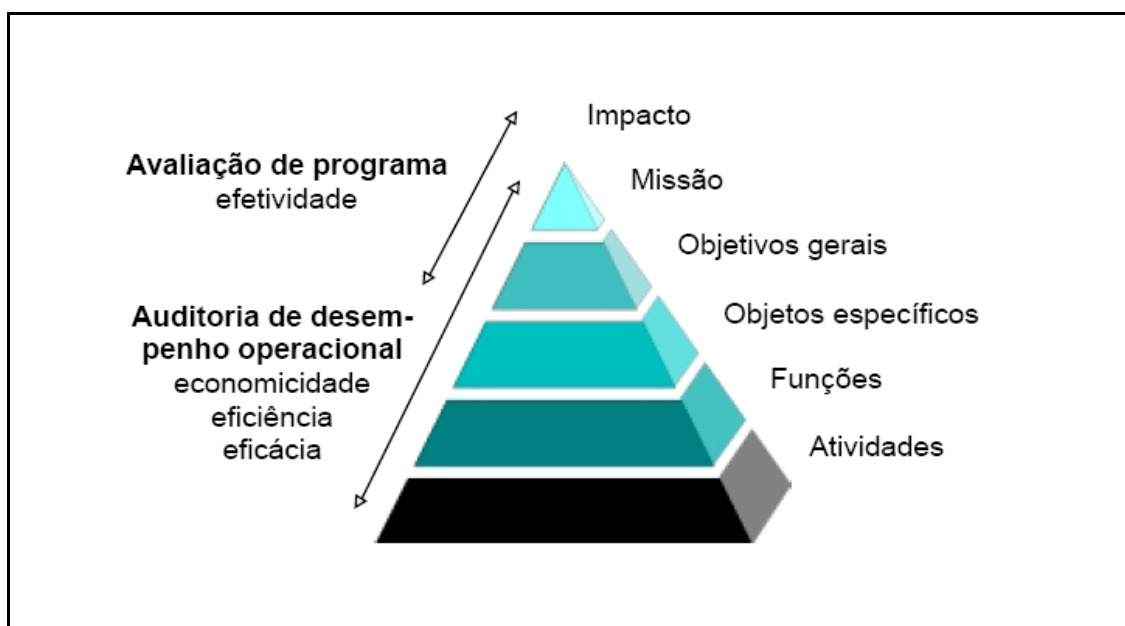 Impacto
Avaliação de programa
efetividade
Missão
Objetivos gerais
Auditoria de desem-
penho operacional
economicidade
eficiência
eficácia
Objetos específicos
Funções
Atividades